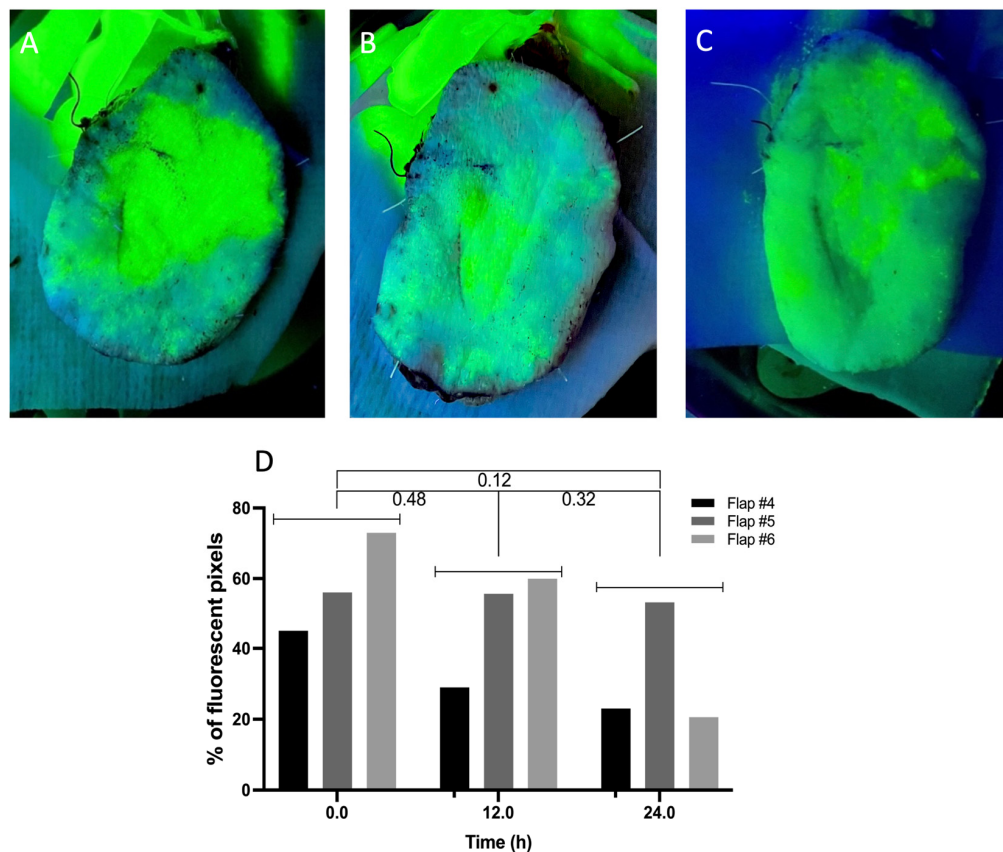 A
B
C
D
0.12
0.48
0.32
Flap #4
Flap #5
Flap #6
80
60
40
20
0
% of fluorescent pixels
0.0
12.0
24.0
Time (h)